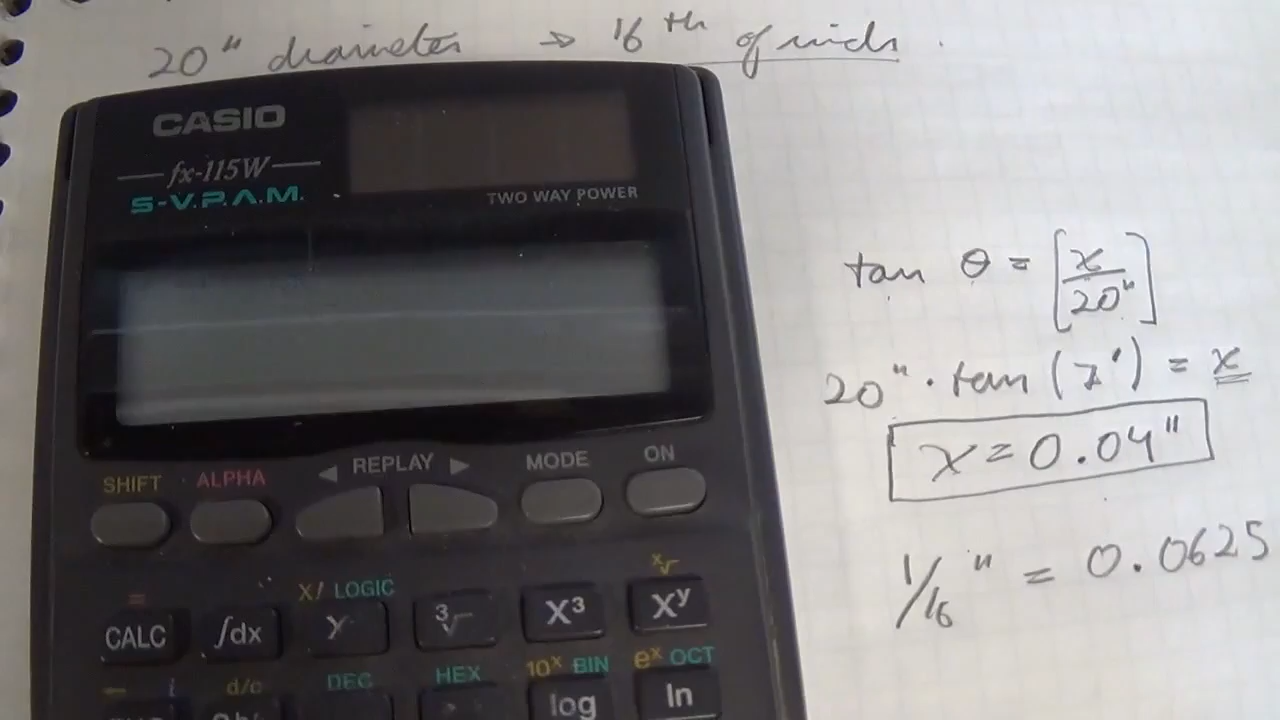 20" diameter → 16th of inch.
CASIO
fx-115W
S-V.P.A.M.
TWO WAY POWER
tan θ = [x/20"]
20" · tan (7') = x
x = 0.04"
1/16" = 0.0625
SHIFT ALPHA ◀ REPLAY ▶ MODE ON
= X! LOGIC x√
CALC ∫dx 3√ X³ Xʸ
← i d/c DEC HEX 10ˣ BIN eˣ OCT
log ln